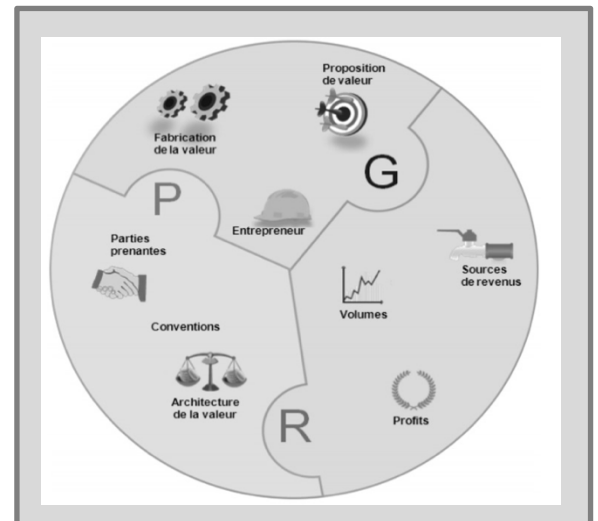 Proposition
de valeur
Fabrication
de la valeur
G
P
Entrepreneur
Parties
prenantes
Sources
de revenus
Volumes
Conventions
Architecture
de la valeur
R
Profits